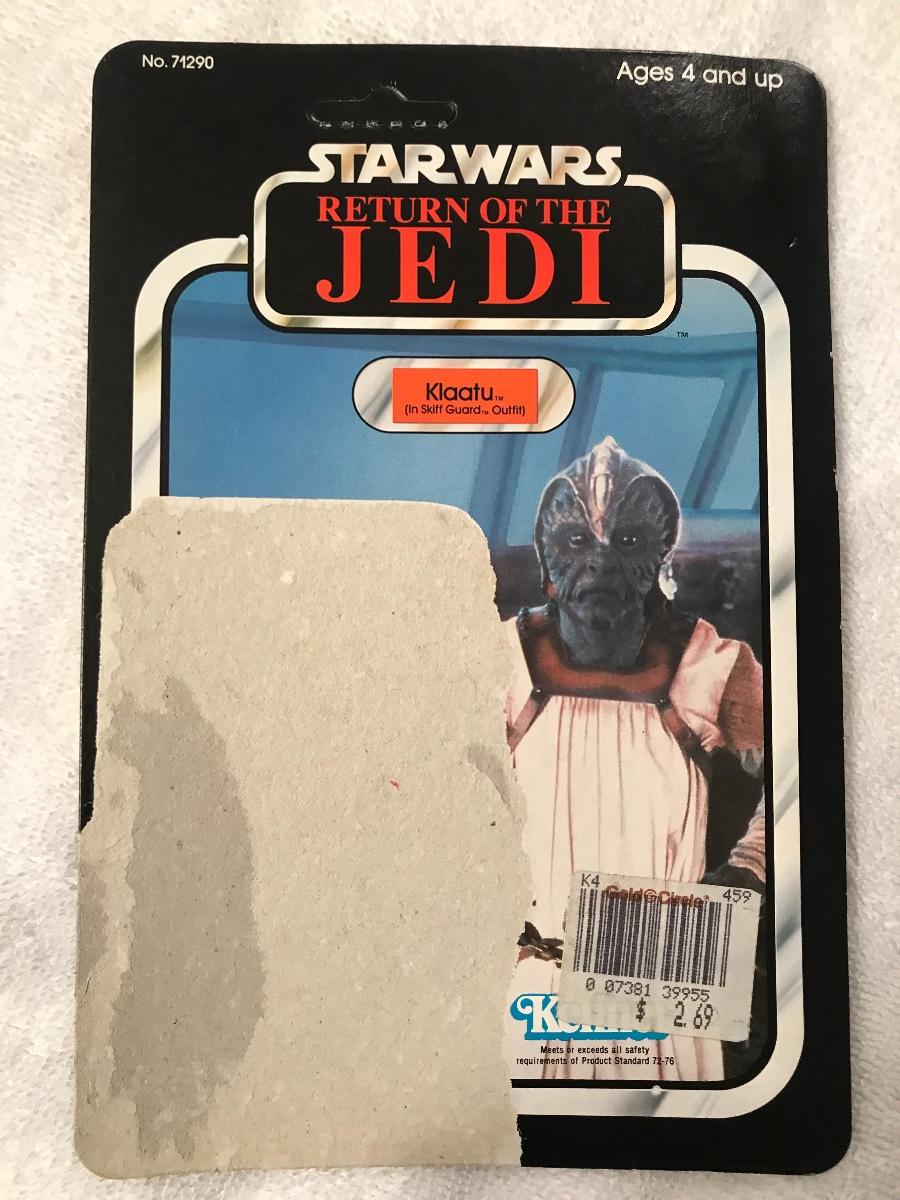 No. 71290
Ages 4 and up
STAR WARS
RETURN OF THE
JEDI
TM
Klaatu™
(In Skiff Guard™ Outfit)
K4 Gold Circle 459
0 07381 39955
$ 2.69
Meets or exceeds all safety
requirements of Product Standard 72-76